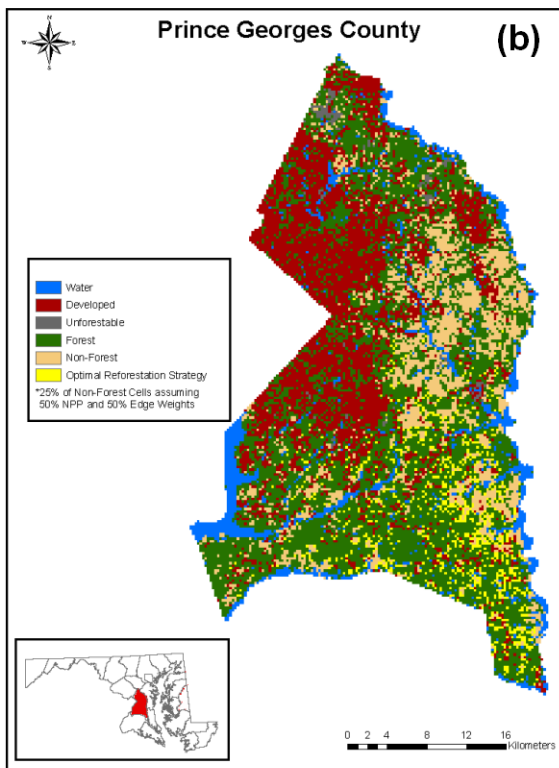 Prince Georges County
(b)
N
W
E
S
Water
Developed
Unforestable
Forest
Non-Forest
Optimal Reforestation Strategy
*25% of Non-Forest Cells assuming
50% NPP and 50% Edge Weights
0 2 4 8 12 16
Kilometers